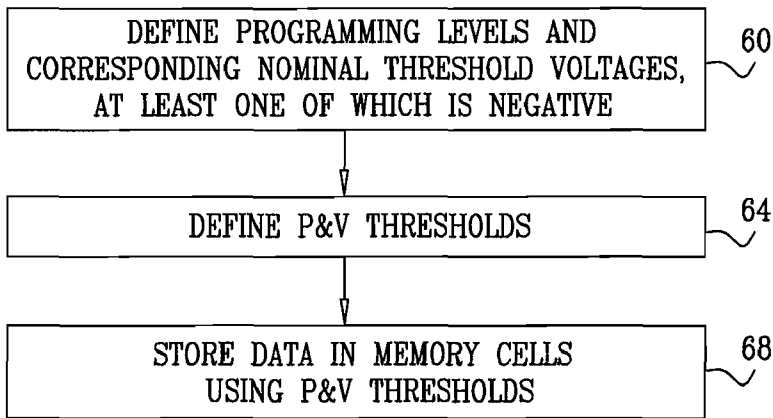 DEFINE PROGRAMMING LEVELS AND
CORRESPONDING NOMINAL THRESHOLD VOLTAGES,
AT LEAST ONE OF WHICH IS NEGATIVE
60
DEFINE P&V THRESHOLDS
64
STORE DATA IN MEMORY CELLS
USING P&V THRESHOLDS
68